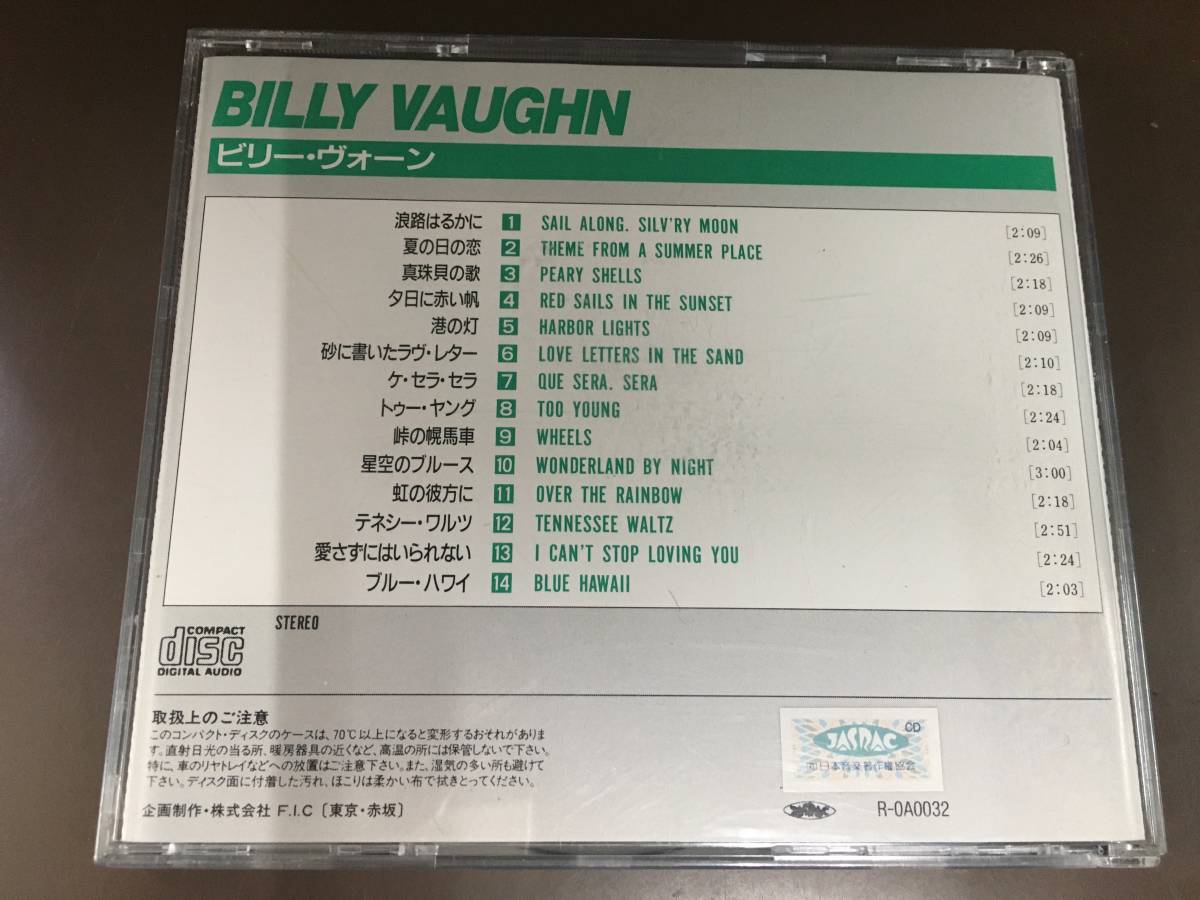 BILLY VAUGHN
ビリー・ヴォーン
浪路はるかに 1 SAIL ALONG. SILV'RY MOON [2:09]
夏の日の恋 2 THEME FROM A SUMMER PLACE [2:26]
真珠貝の歌 3 PEARY SHELLS [2:18]
夕日に赤い帆 4 RED SAILS IN THE SUNSET [2:09]
港の灯 5 HARBOR LIGHTS [2:09]
砂に書いたラヴ・レター 6 LOVE LETTERS IN THE SAND [2:10]
ケ・セラ・セラ 7 QUE SERA. SERA [2:18]
トゥー・ヤング 8 TOO YOUNG [2:24]
峠の幌馬車 9 WHEELS [2:04]
星空のブルース 10 WONDERLAND BY NIGHT [3:00]
虹の彼方に 11 OVER THE RAINBOW [2:18]
テネシー・ワルツ 12 TENNESSEE WALTZ [2:51]
愛さずにはいられない 13 I CAN'T STOP LOVING YOU [2:24]
ブルー・ハワイ 14 BLUE HAWAII [2:03]
STEREO
COMPACT
disc
DIGITAL AUDIO
取扱上のご注意
このコンパクト・ディスクのケースは、70℃以上になると変形するおそれがありま
す。直射日光の当る所、暖房器具の近くなど、高温の所には保管しないで下さい。
特に、車のリヤトレイなどへの放置はご注意下さい。また、湿気の多い所も避けて
下さい。ディスク面に付着した汚れ、ほこりは柔かい布で拭きとってください。
企画制作・株式会社 F.I.C〔東京・赤坂〕
CD
JASRAC
日本音楽著作権協会
R-0A0032